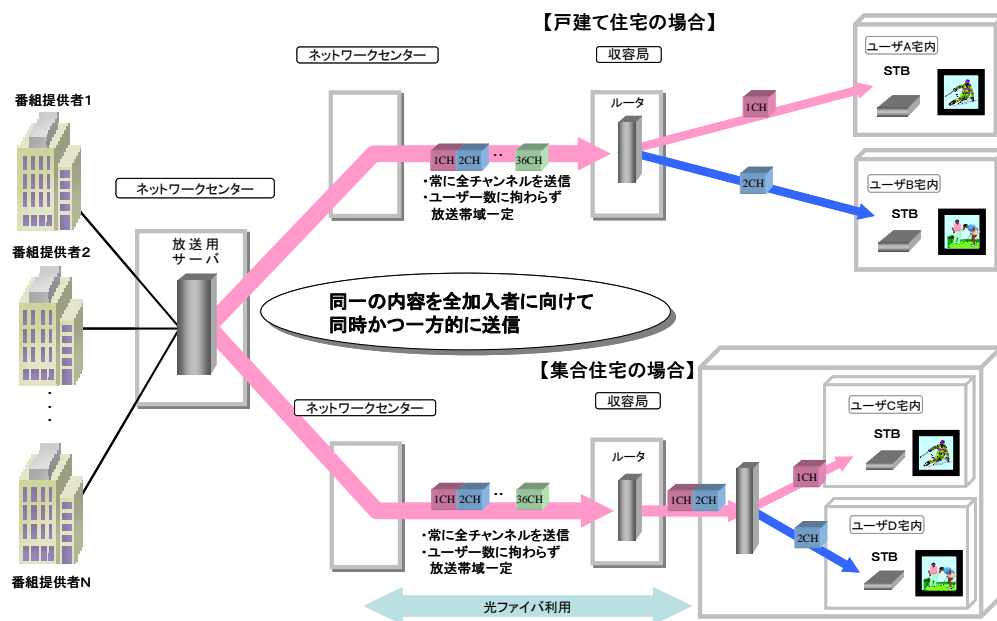 【戸建て住宅の場合】
ネットワークセンター
収容局
ユーザA宅内
STB
ルータ
1CH
番組提供者1
1CH 2CH ‥ 36CH
・常に全チャンネルを送信
・ユーザー数に拘わらず
放送帯域一定
2CH
ユーザB宅内
STB
ネットワークセンター
番組提供者2
放送用
サーバ
同一の内容を全加入者に向けて
同時かつ一方的に送信
【集合住宅の場合】
ネットワークセンター
収容局
ユーザC宅内
STB
ルータ
1CH
1CH 2CH ‥ 36CH
1CH 2CH
・常に全チャンネルを送信
・ユーザー数に拘わらず
放送帯域一定
2CH
ユーザD宅内
STB
・・・
番組提供者N
光ファイバ利用